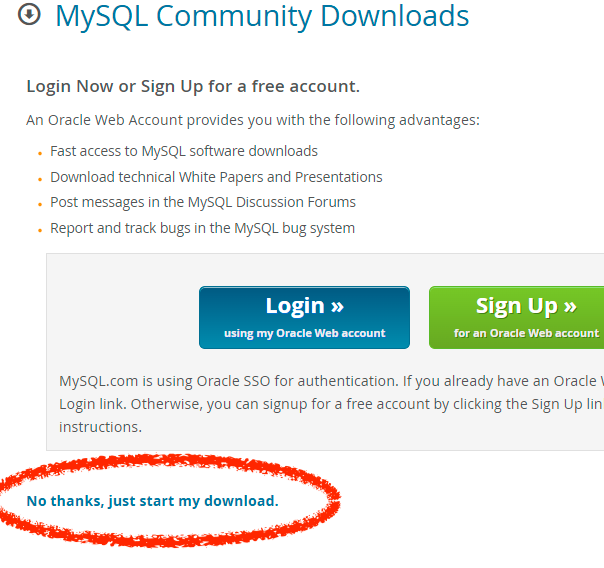 MySQL Community Downloads
Login Now or Sign Up for a free account.
An Oracle Web Account provides you with the following advantages:
Fast access to MySQL software downloads
Download technical White Papers and Presentations
Post messages in the MySQL Discussion Forums
Report and track bugs in the MySQL bug system
Login »
using my Oracle Web account
Sign Up »
for an Oracle Web account
MySQL.com is using Oracle SSO for authentication. If you already have an Oracle
Login link. Otherwise, you can signup for a free account by clicking the Sign Up
instructions.
No thanks, just start my download.